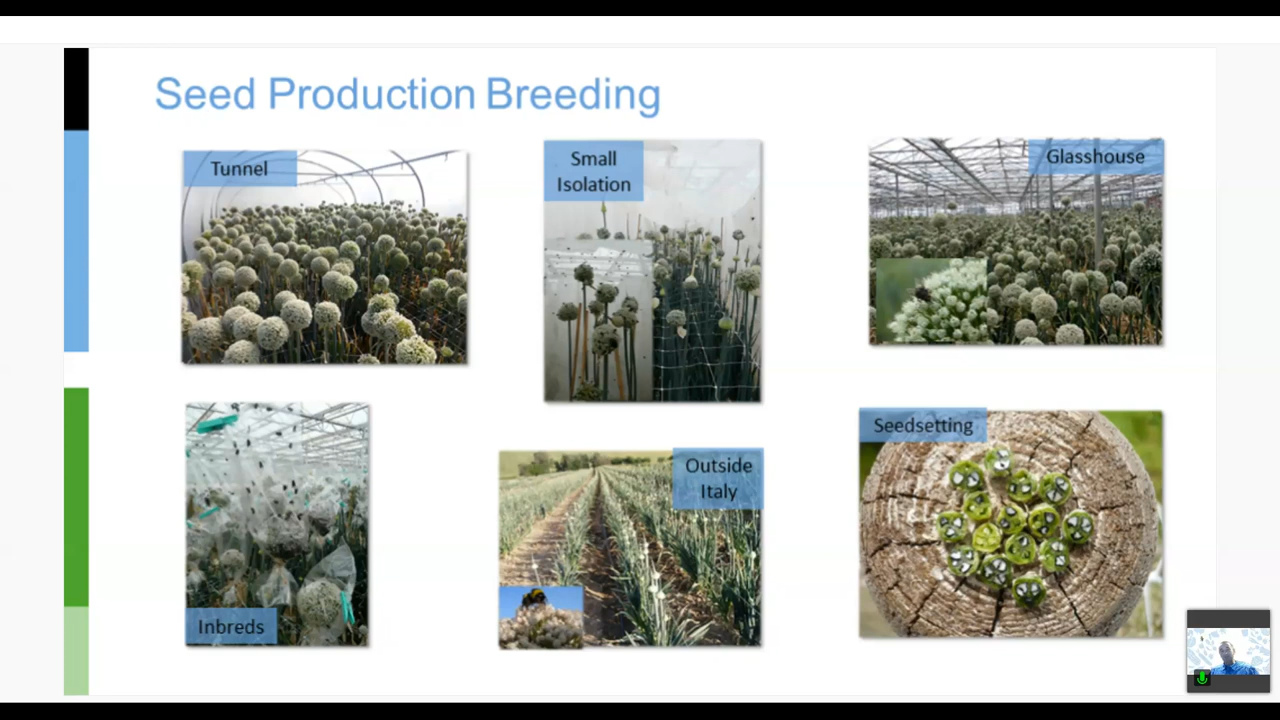 Seed Production Breeding
Tunnel
Small
Isolation
Glasshouse
Inbreds
Outside
Italy
Seedsetting